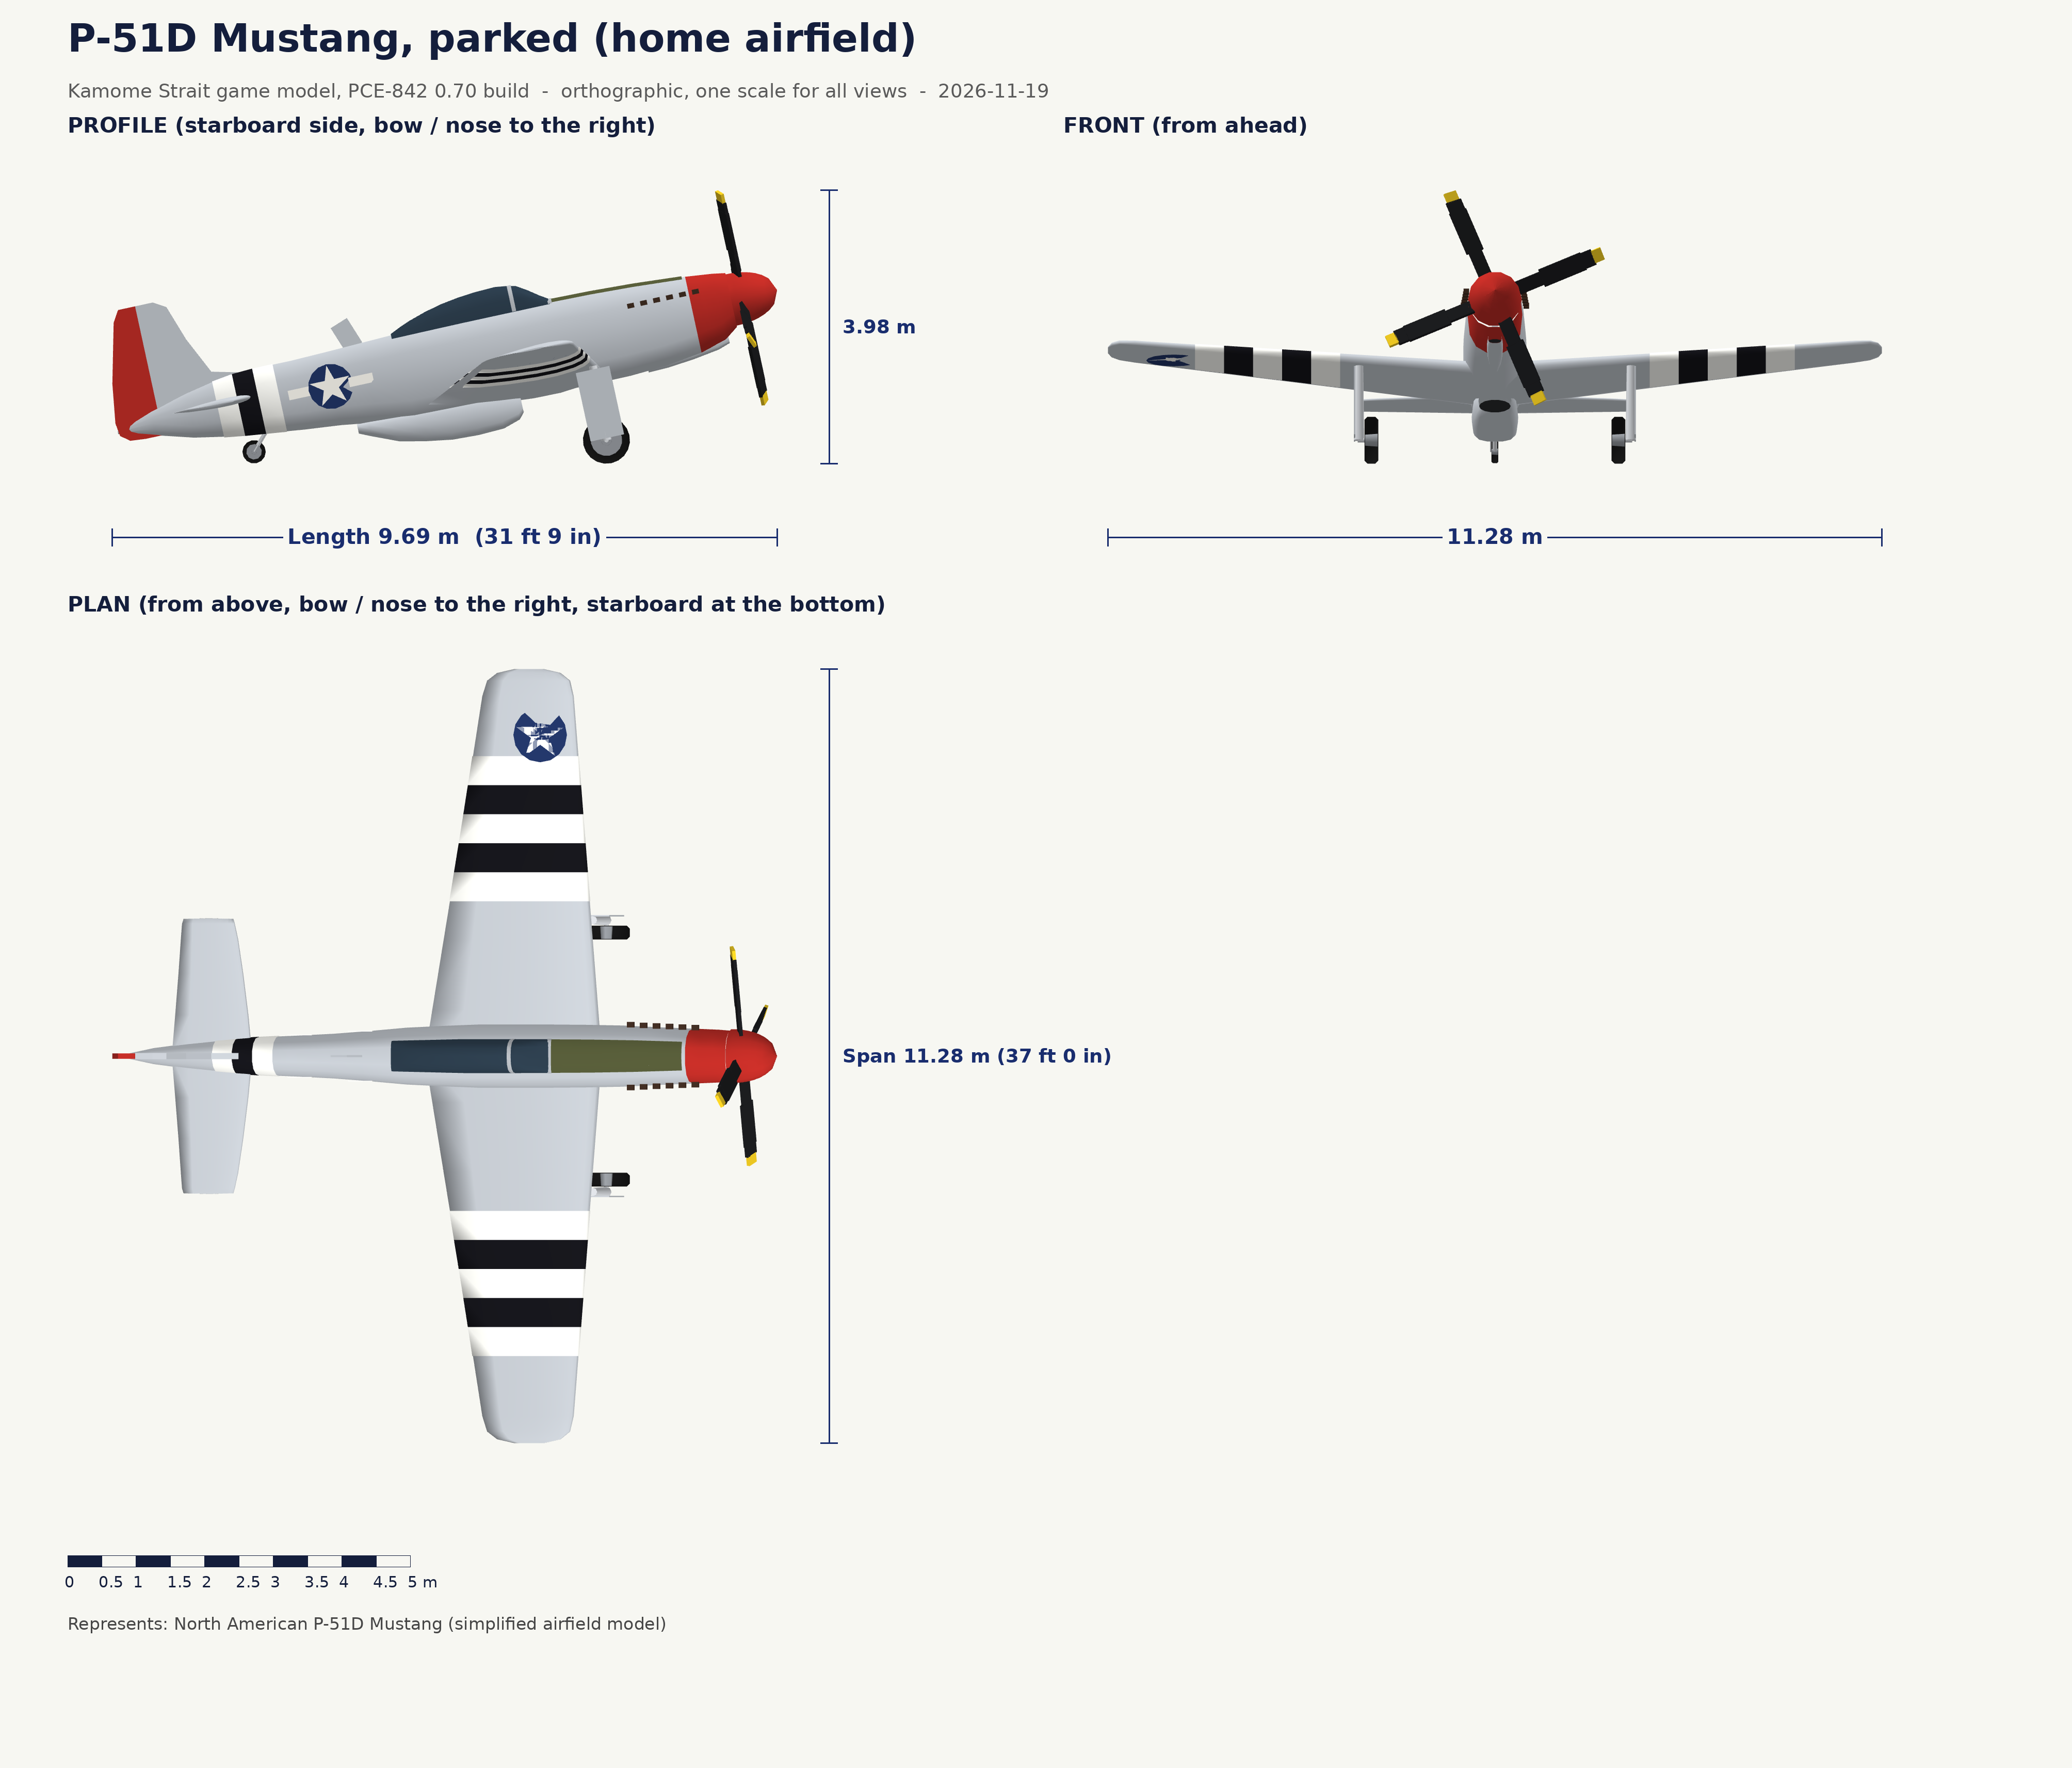 P-51D Mustang, parked (home airfield)
Kamome Strait game model, PCE-842 0.70 build  -  orthographic, one scale for all views  -  2026-11-19
PROFILE (starboard side, bow / nose to the right)
FRONT (from ahead)
3.98 m
Length 9.69 m  (31 ft 9 in)
11.28 m
PLAN (from above, bow / nose to the right, starboard at the bottom)
Span 11.28 m (37 ft 0 in)
0 0.5 1 1.5 2 2.5 3 3.5 4 4.5 5 m
Represents: North American P-51D Mustang (simplified airfield model)